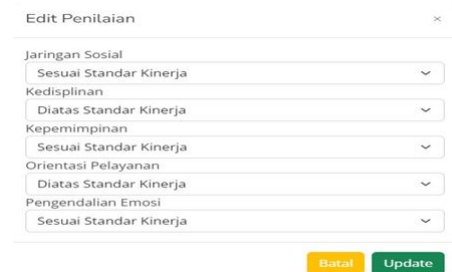 Edit Penilaian ×
Jaringan Sosial
Sesuai Standar Kinerja
Kedisplinan
Diatas Standar Kinerja
Kepemimpinan
Sesuai Standar Kinerja
Orientasi Pelayanan
Diatas Standar Kinerja
Pengendalian Emosi
Sesuai Standar Kinerja
Batal Update